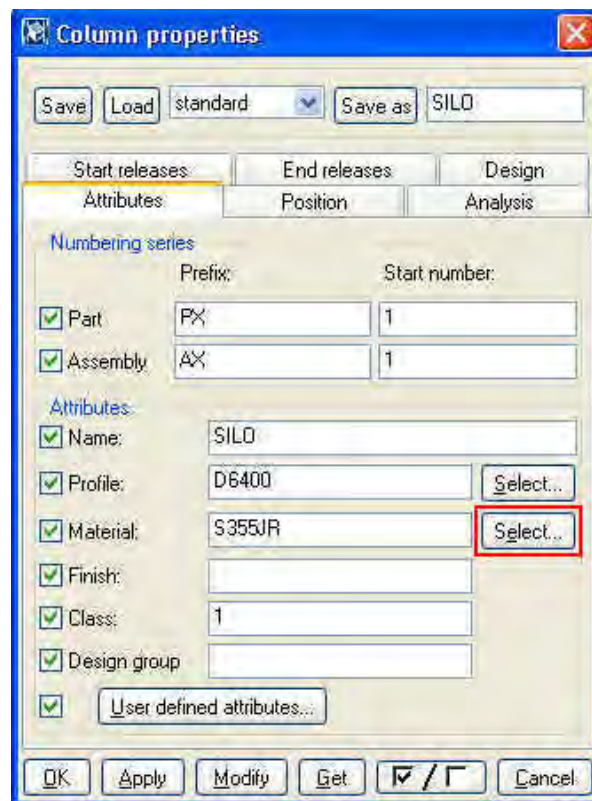 Column properties
Save Load standard Save as SILO
Start releases End releases Design
Attributes Position Analysis
Numbering series
Prefix: Start number:
Part PX 1
Assembly AX 1
Attributes
Name: SILO
Profile: D6400 Select...
Material: S355JR Select...
Finish:
Class: 1
Design group
User defined attributes...
OK Apply Modify Get / Cancel